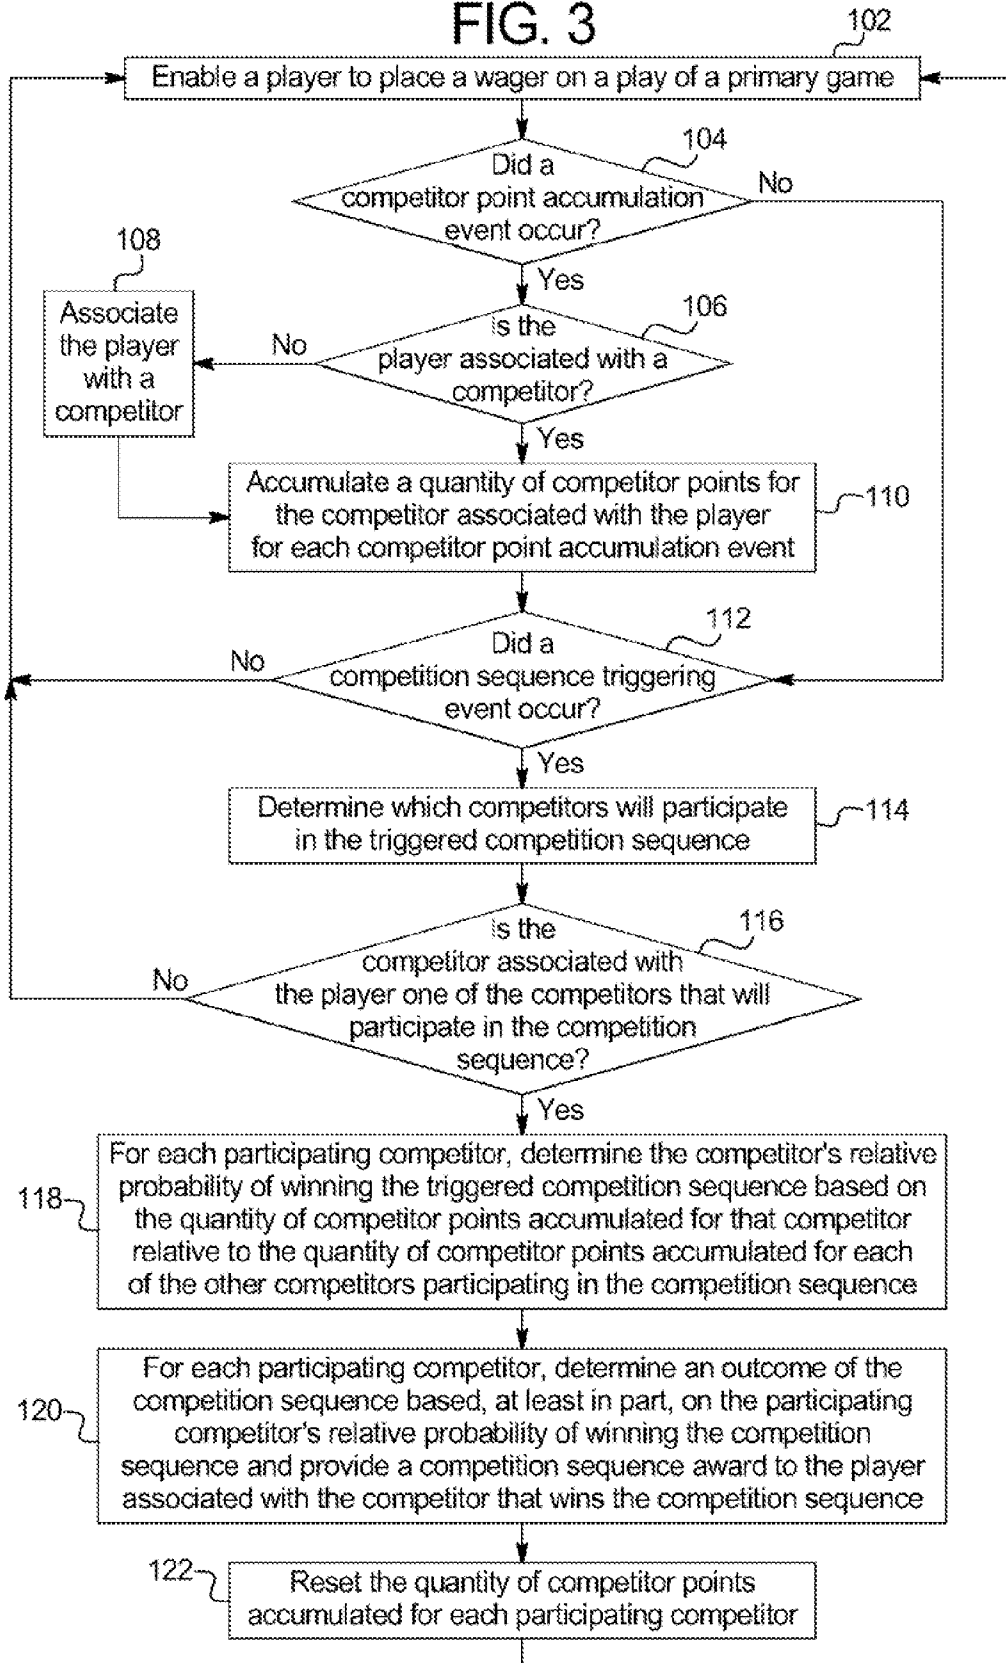 FIG. 3
102
Enable a player to place a wager on a play of a primary game
104
Did a
competitor point accumulation
event occur?
No
Yes
108
Associate
the player
with a
competitor
106
is the
player associated with a
competitor?
No
Yes
Accumulate a quantity of competitor points for
the competitor associated with the player
for each competitor point accumulation event
110
112
Did a
competition sequence triggering
event occur?
No
Yes
Determine which competitors will participate
in the triggered competition sequence
114
116
is the
competitor associated with
the player one of the competitors that will
participate in the competition
sequence?
No
Yes
118
For each participating competitor, determine the competitor's relative
probability of winning the triggered competition sequence based on
the quantity of competitor points accumulated for that competitor
relative to the quantity of competitor points accumulated for each
of the other competitors participating in the competition sequence
120
For each participating competitor, determine an outcome of the
competition sequence based, at least in part, on the participating
competitor's relative probability of winning the competition
sequence and provide a competition sequence award to the player
associated with the competitor that wins the competition sequence
122
Reset the quantity of competitor points
accumulated for each participating competitor